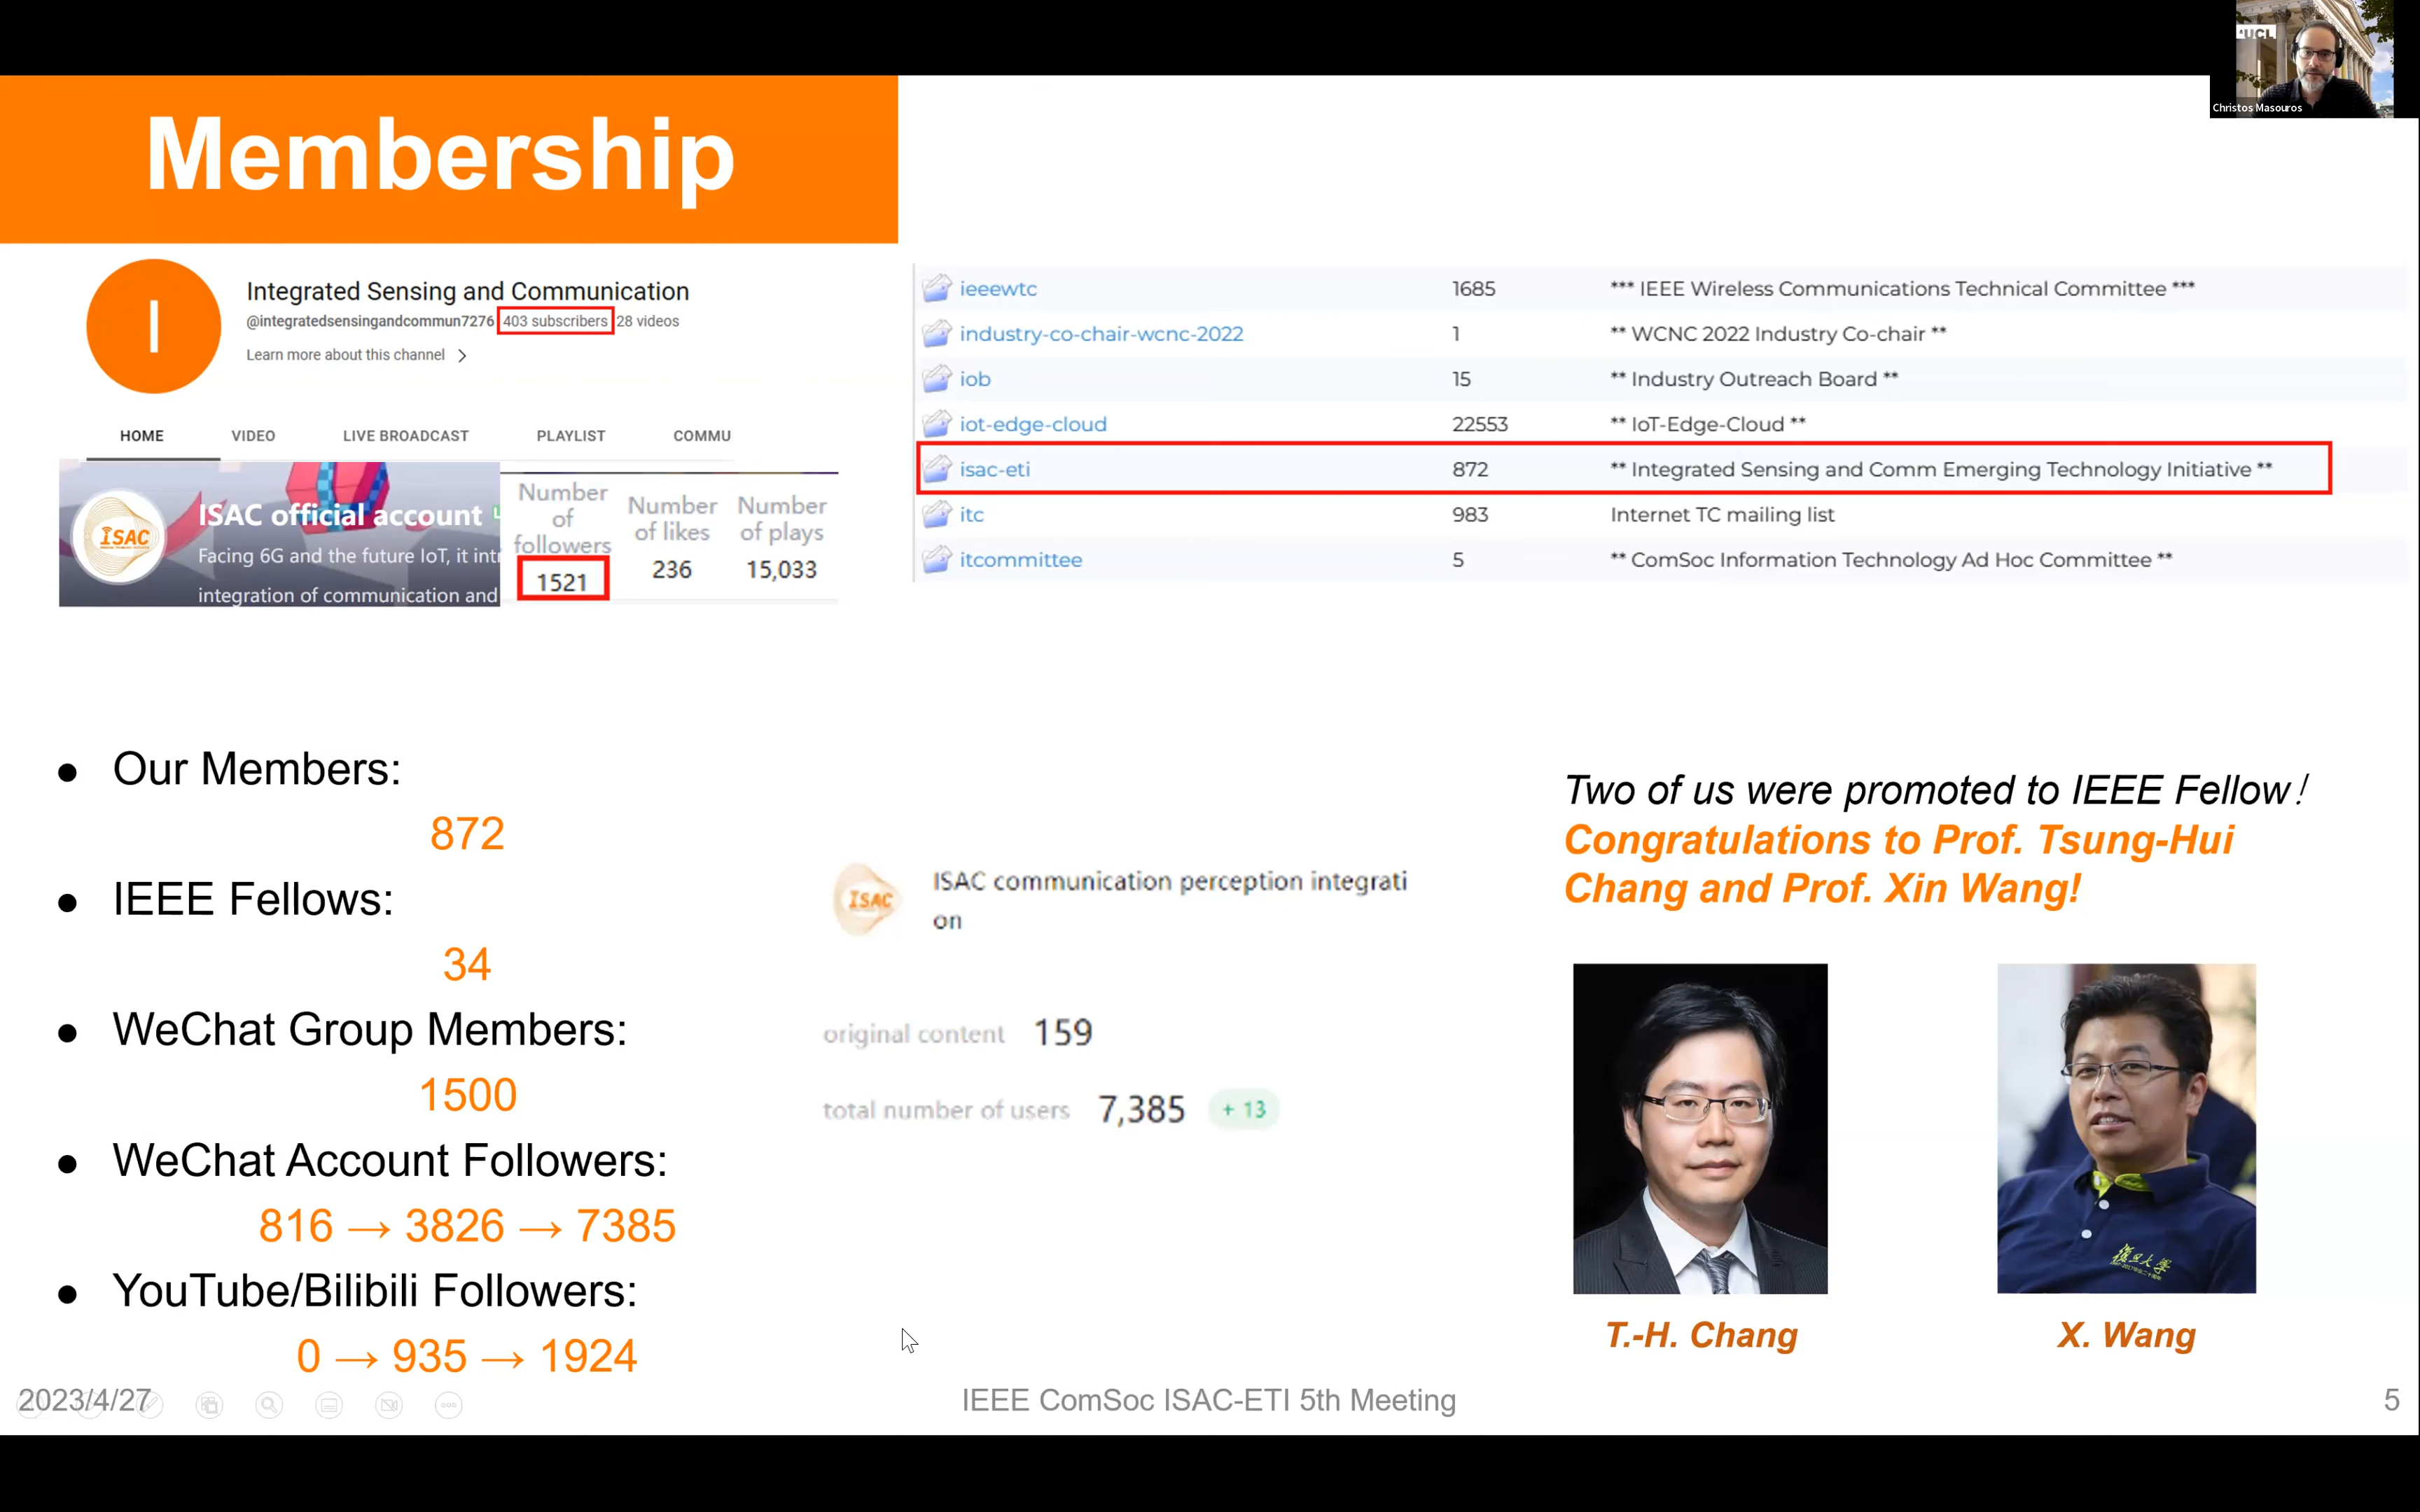 UCL
Christos Masouros
Membership
I
Integrated Sensing and Communication
@integratedsensingandcommun7276 403 subscribers 28 videos
Learn more about this channel
HOME VIDEO LIVE BROADCAST PLAYLIST COMMU
ISAC
ISAC official account
Facing 6G and the future IoT, it
integration of communication and
Number of followers
1521
Number of likes
236
Number of plays
15,033
ieeewtc 1685 *** IEEE Wireless Communications Technical Committee ***
industry-co-chair-wcnc-2022 1 ** WCNC 2022 Industry Co-chair **
iob 15 ** Industry Outreach Board **
iot-edge-cloud 22553 ** IoT-Edge-Cloud **
isac-eti 872 ** Integrated Sensing and Comm Emerging Technology Initiative **
itc 983 Internet TC mailing list
itcommittee 5 ** ComSoc Information Technology Ad Hoc Committee **
● Our Members:
872
● IEEE Fellows:
34
● WeChat Group Members:
1500
● WeChat Account Followers:
816 → 3826 → 7385
● YouTube/Bilibili Followers:
0 → 935 → 1924
ISAC
ISAC communication perception integrati
on
original content 159
total number of users 7,385 + 13
Two of us were promoted to IEEE Fellow!
Congratulations to Prof. Tsung-Hui
Chang and Prof. Xin Wang!
復旦大學
T.-H. Chang
X. Wang
2023/4/27
IEEE ComSoc ISAC-ETI 5th Meeting
5